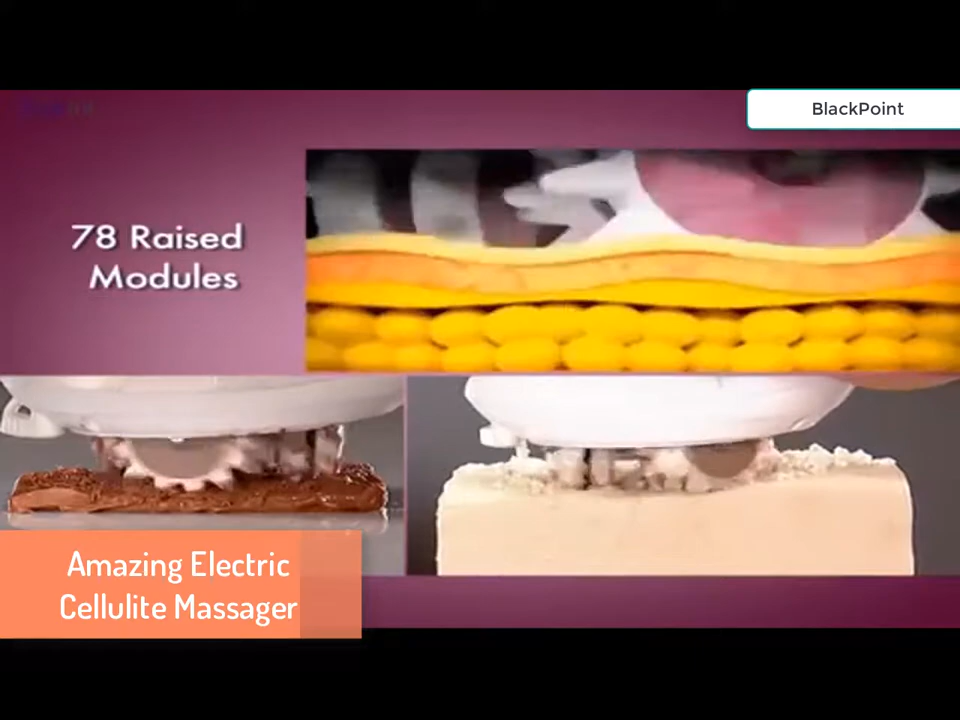 BlackPoint
78 Raised
Modules
Amazing Electric
Cellulite Massager